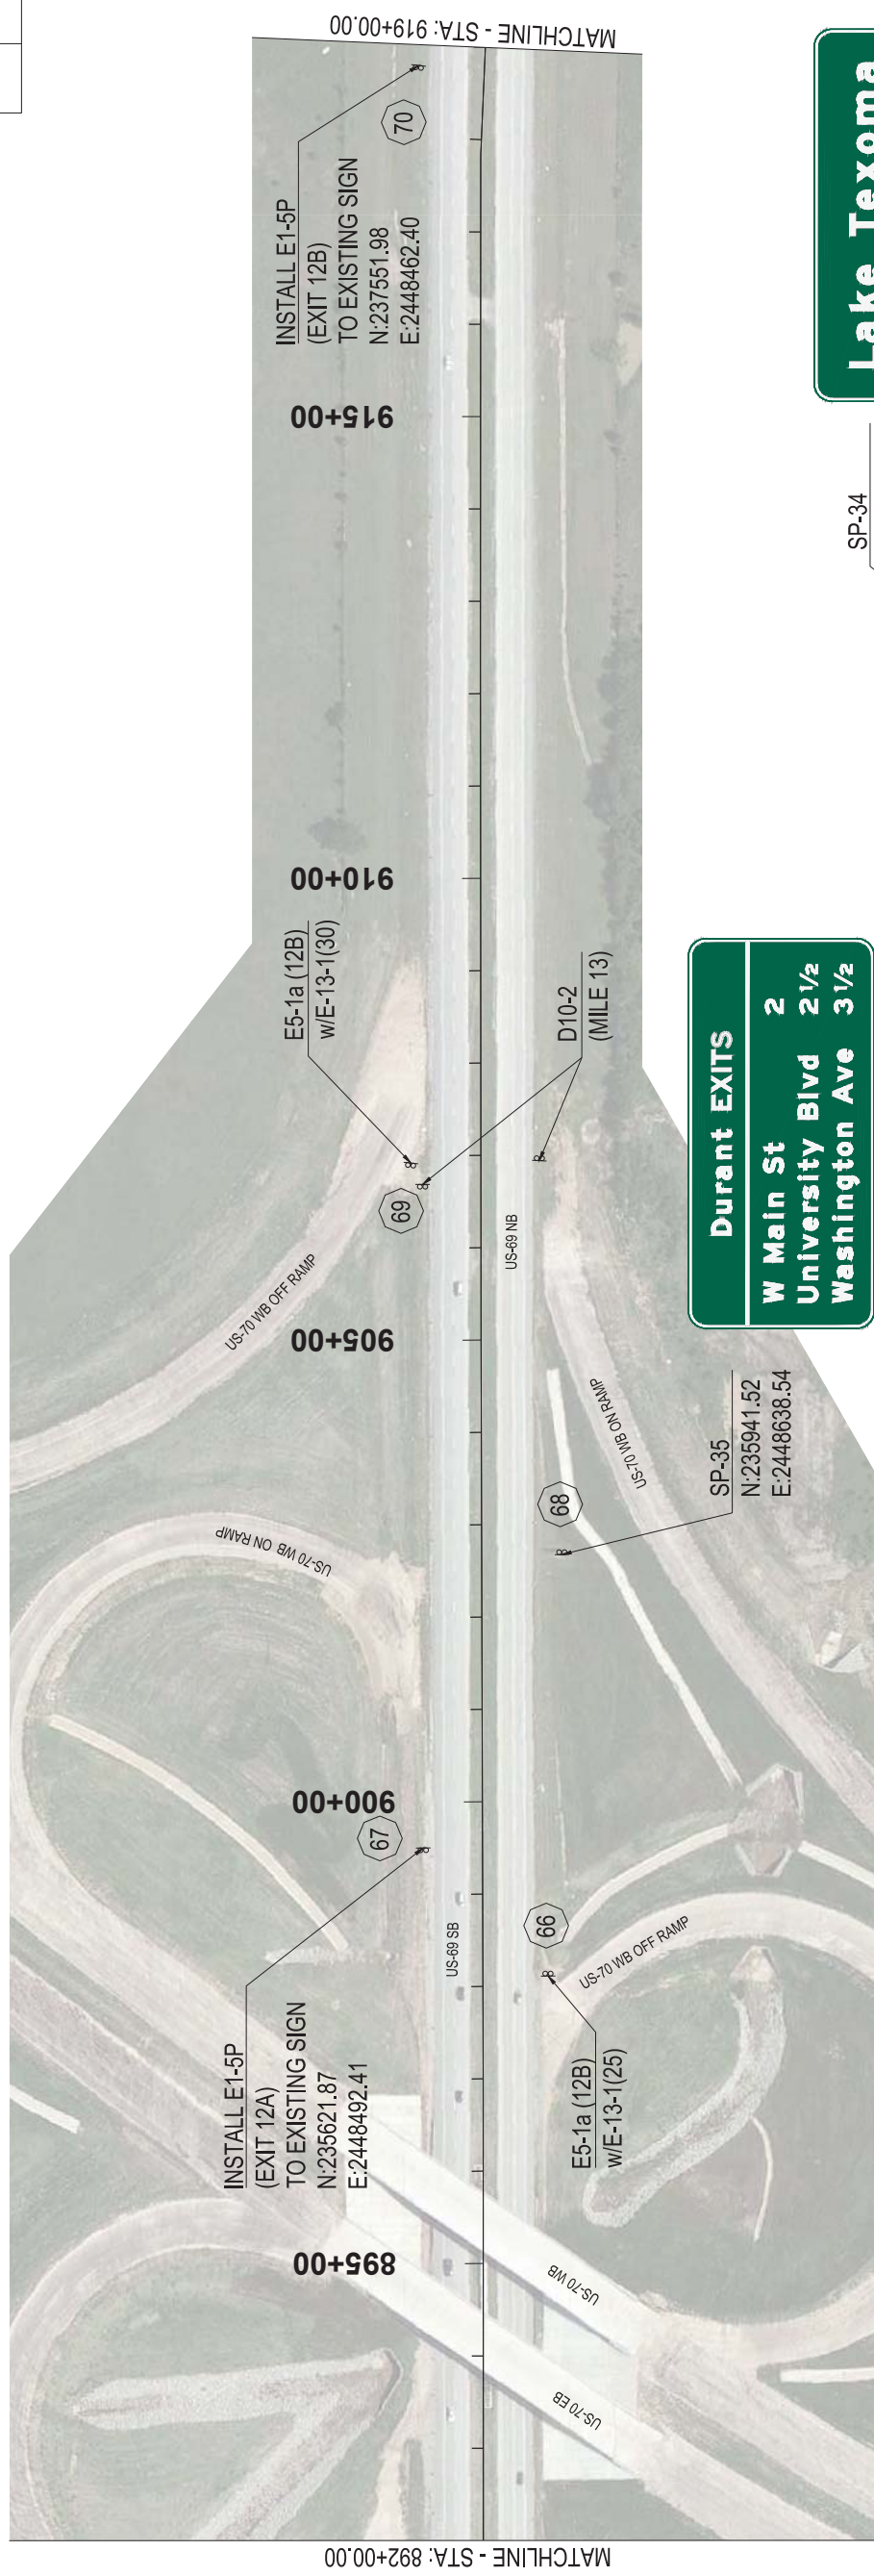 MATCHLINE - STA: 919+00.00
INSTALL E1-5P
(EXIT 12B)
TO EXISTING SIGN
N:237551.98
E:2448462.40
70
915+00
Lake Texoma
SP-34
910+00
E5-1a (12B)
w/E-13-1(30)
D10-2
(MILE 13)
69
US-69 NB
US-70 WB OFF RAMP
905+00
Durant EXITS
W Main St 2
University Blvd 2 1/2
Washington Ave 3 1/2
US-70 WB ON RAMP
SP-35
N:235941.52
E:2448638.54
68
US-70 WB ON RAMP
900+00
67
US-69 SB
66
US-70 WB OFF RAMP
INSTALL E1-5P
(EXIT 12A)
TO EXISTING SIGN
N:235621.87
E:2448492.41
E5-1a (12B)
w/E-13-1(25)
895+00
US-70 WB
US-70 EB
MATCHLINE - STA: 892+00.00